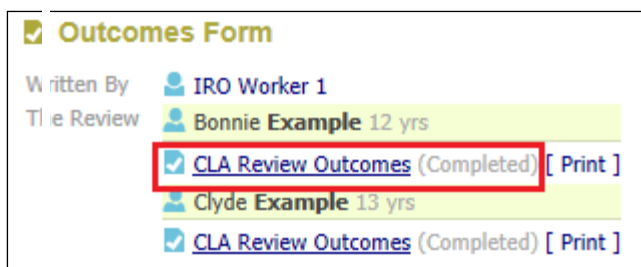 Outcomes Form
Written By IRO Worker 1
The Review Bonnie Example 12 yrs
CLA Review Outcomes (Completed) [ Print ]
Clyde Example 13 yrs
CLA Review Outcomes (Completed) [ Print ]